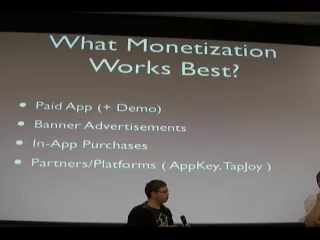 What Monetization
Works Best?
• Paid App (+ Demo)
• Banner Advertisements
• In-App Purchases
• Partners/Platforms ( AppKey, TapJoy )